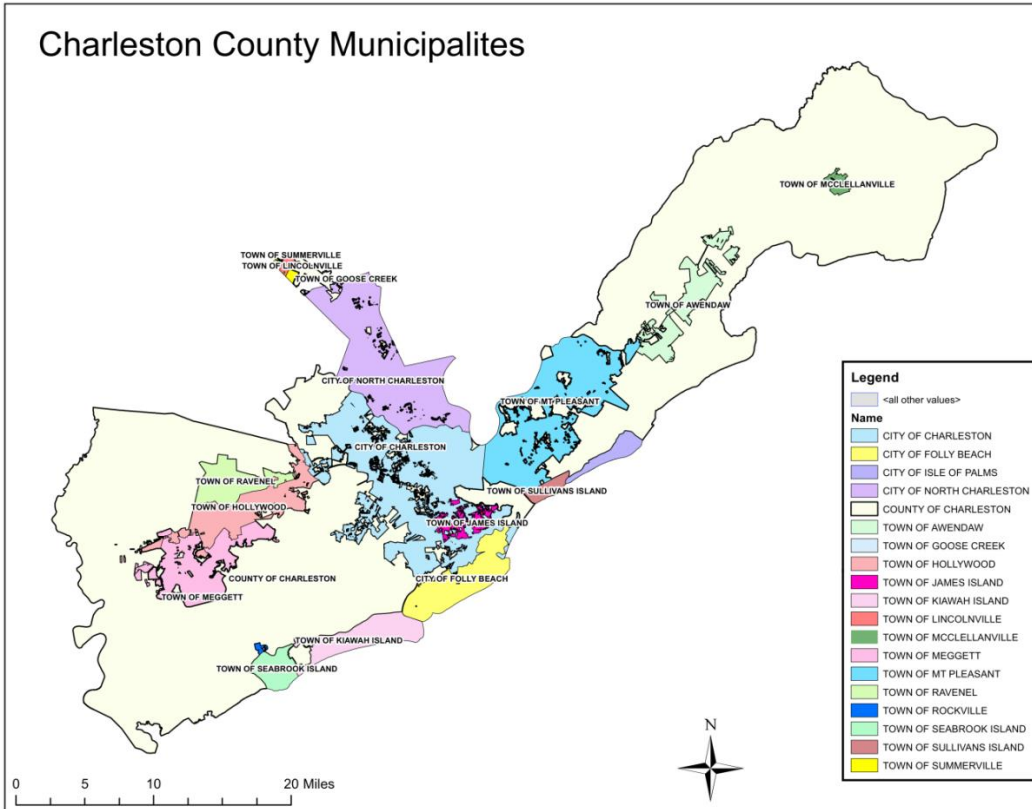 Charleston County Municipalites
TOWN OF MCCLELLANVILLE
TOWN OF SUMMERVILLE
TOWN OF LINCOLNVILLE
TOWN OF GOOSE CREEK
TOWN OF AWENDAW
CITY OF NORTH CHARLESTON
TOWN OF MT PLEASANT
CITY OF CHARLESTON
TOWN OF RAVENEL
TOWN OF SULLIVANS ISLAND
TOWN OF HOLLYWOOD
TOWN OF JAMES ISLAND
COUNTY OF CHARLESTON
CITY OF FOLLY BEACH
TOWN OF MEGGETT
TOWN OF KIAWAH ISLAND
TOWN OF SEABROOK ISLAND
Legend
<all other values>
Name
CITY OF CHARLESTON
CITY OF FOLLY BEACH
CITY OF ISLE OF PALMS
CITY OF NORTH CHARLESTON
COUNTY OF CHARLESTON
TOWN OF AWENDAW
TOWN OF GOOSE CREEK
TOWN OF HOLLYWOOD
TOWN OF JAMES ISLAND
TOWN OF KIAWAH ISLAND
TOWN OF LINCOLNVILLE
TOWN OF MCCLELLANVILLE
TOWN OF MEGGETT
TOWN OF MT PLEASANT
TOWN OF RAVENEL
TOWN OF ROCKVILLE
TOWN OF SEABROOK ISLAND
TOWN OF SULLIVANS ISLAND
TOWN OF SUMMERVILLE
N
0 5 10 20 Miles